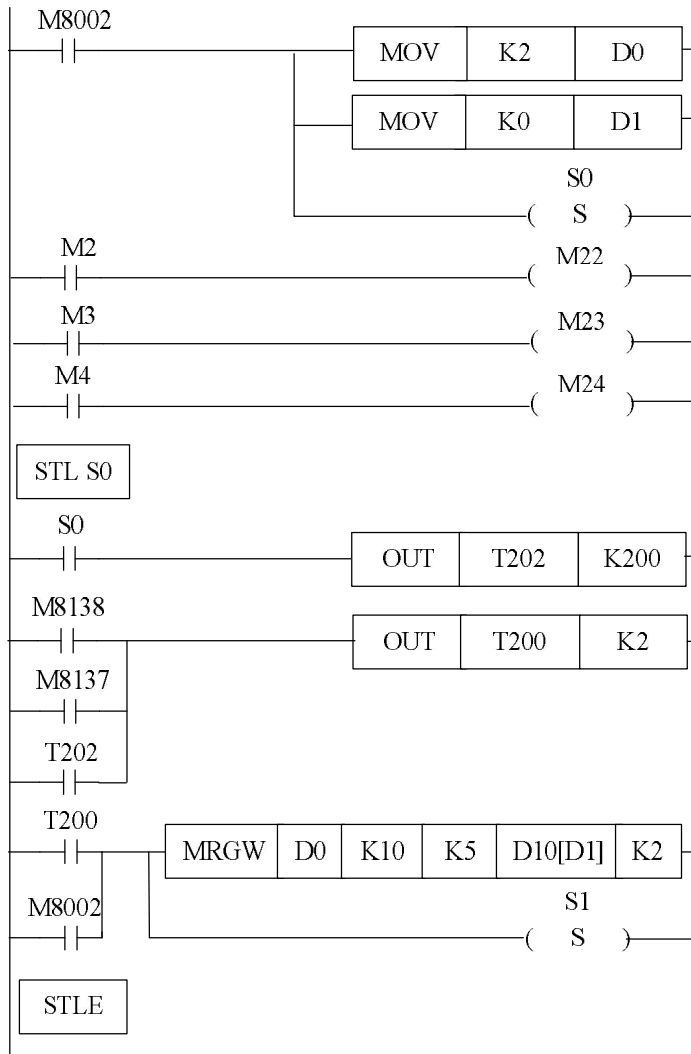 M8002
MOV K2 D0
MOV K0 D1
S0
( S )
M2
M22
( )
M3
M23
( )
M4
M24
( )
STL S0
S0
OUT T202 K200
M8138
OUT T200 K2
M8137
T202
T200
MRGW D0 K10 K5 D10[D1] K2
M8002
S1
( S )
STLE